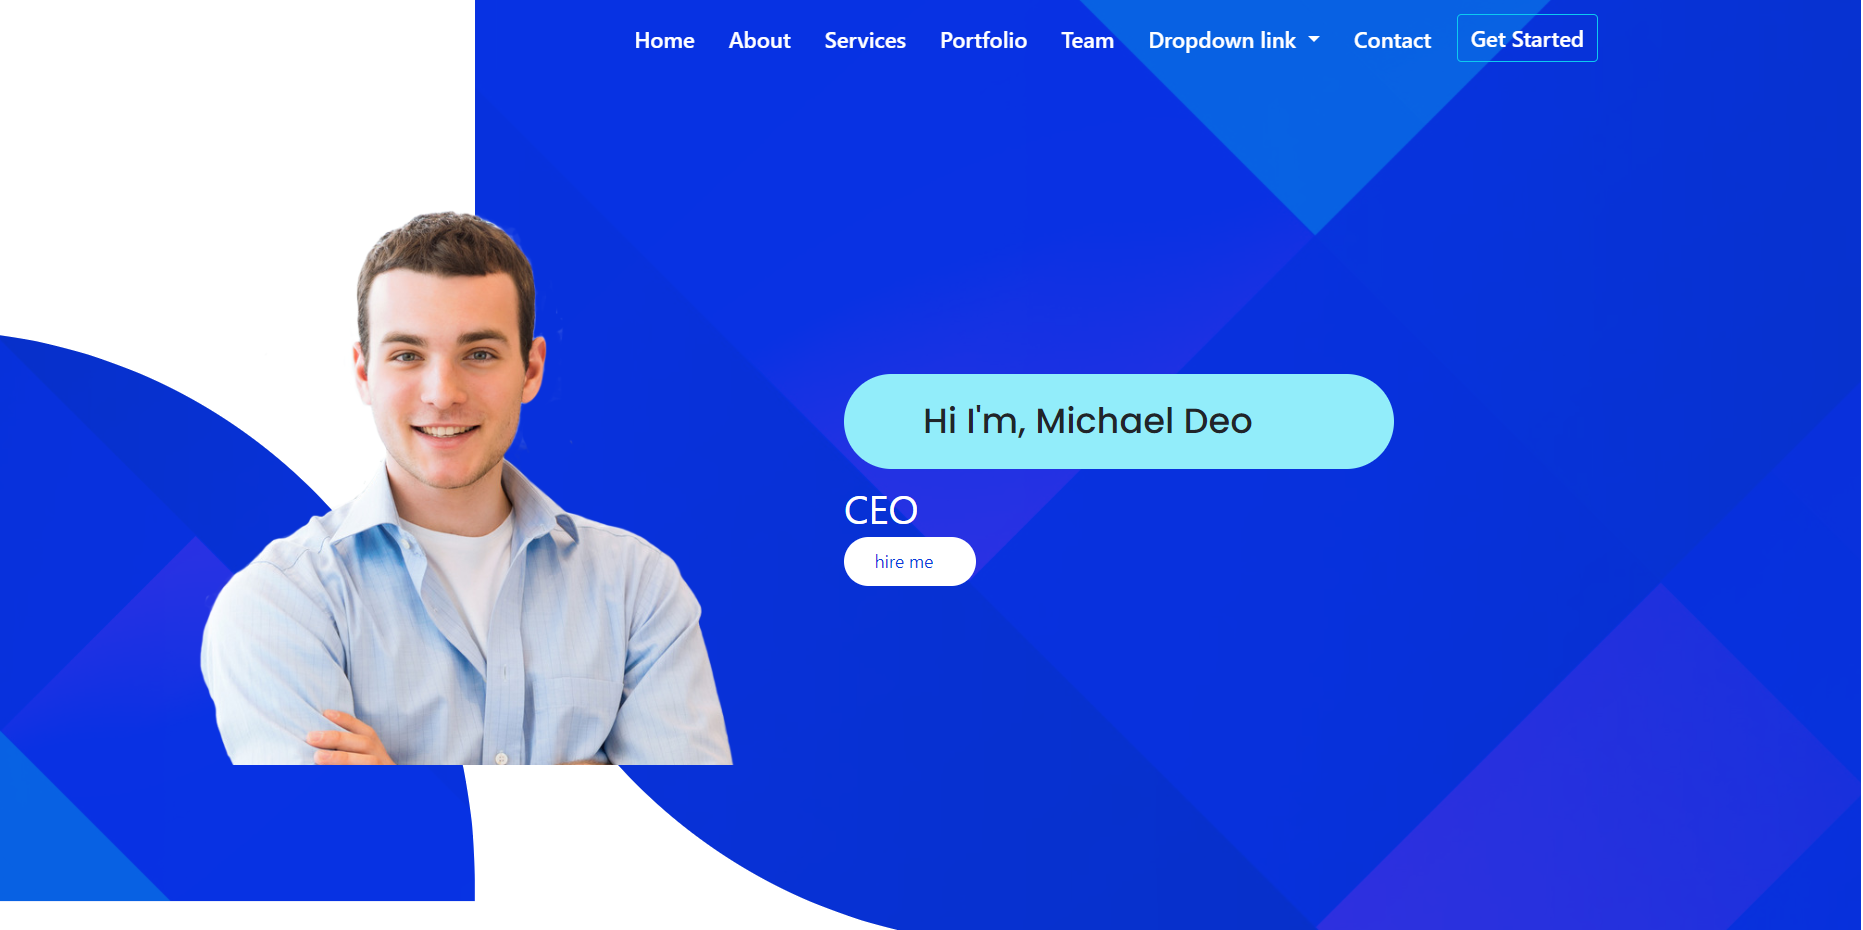 Home About Services Portfolio Team Dropdown link Contact Get Started
Hi I'm, Michael Deo
CEO
hire me